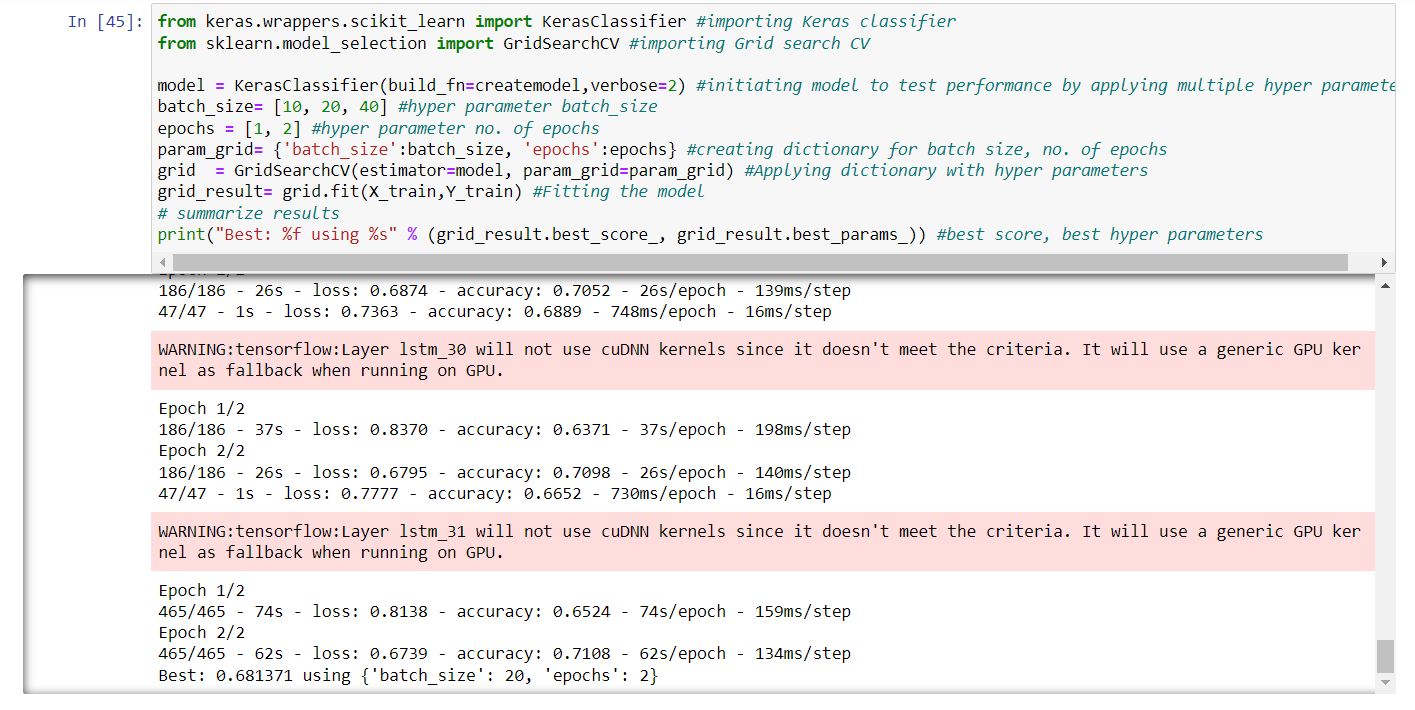 In [45]:
from keras.wrappers.scikit_learn import KerasClassifier #importing Keras classifier
from sklearn.model_selection import GridSearchCV #importing Grid search CV
model = KerasClassifier(build_fn=createmodel,verbose=2) #initiating model to test performance by applying multiple hyper paramete
batch_size= [10, 20, 40] #hyper parameter batch_size
epochs = [1, 2] #hyper parameter no. of epochs
param_grid= {'batch_size':batch_size, 'epochs':epochs} #creating dictionary for batch size, no. of epochs
grid  = GridSearchCV(estimator=model, param_grid=param_grid) #Applying dictionary with hyper parameters
grid_result= grid.fit(X_train,Y_train) #Fitting the model
# summarize results
print("Best: %f using %s" % (grid_result.best_score_, grid_result.best_params_)) #best score, best hyper parameters
186/186 - 26s - loss: 0.6874 - accuracy: 0.7052 - 26s/epoch - 139ms/step
47/47 - 1s - loss: 0.7363 - accuracy: 0.6889 - 748ms/epoch - 16ms/step
WARNING:tensorflow:Layer lstm_30 will not use cuDNN kernels since it doesn't meet the criteria. It will use a generic GPU ker
nel as fallback when running on GPU.
Epoch 1/2
186/186 - 37s - loss: 0.8370 - accuracy: 0.6371 - 37s/epoch - 198ms/step
Epoch 2/2
186/186 - 26s - loss: 0.6795 - accuracy: 0.7098 - 26s/epoch - 140ms/step
47/47 - 1s - loss: 0.7777 - accuracy: 0.6652 - 730ms/epoch - 16ms/step
WARNING:tensorflow:Layer lstm_31 will not use cuDNN kernels since it doesn't meet the criteria. It will use a generic GPU ker
nel as fallback when running on GPU.
Epoch 1/2
465/465 - 74s - loss: 0.8138 - accuracy: 0.6524 - 74s/epoch - 159ms/step
Epoch 2/2
465/465 - 62s - loss: 0.6739 - accuracy: 0.7108 - 62s/epoch - 134ms/step
Best: 0.681371 using {'batch_size': 20, 'epochs': 2}